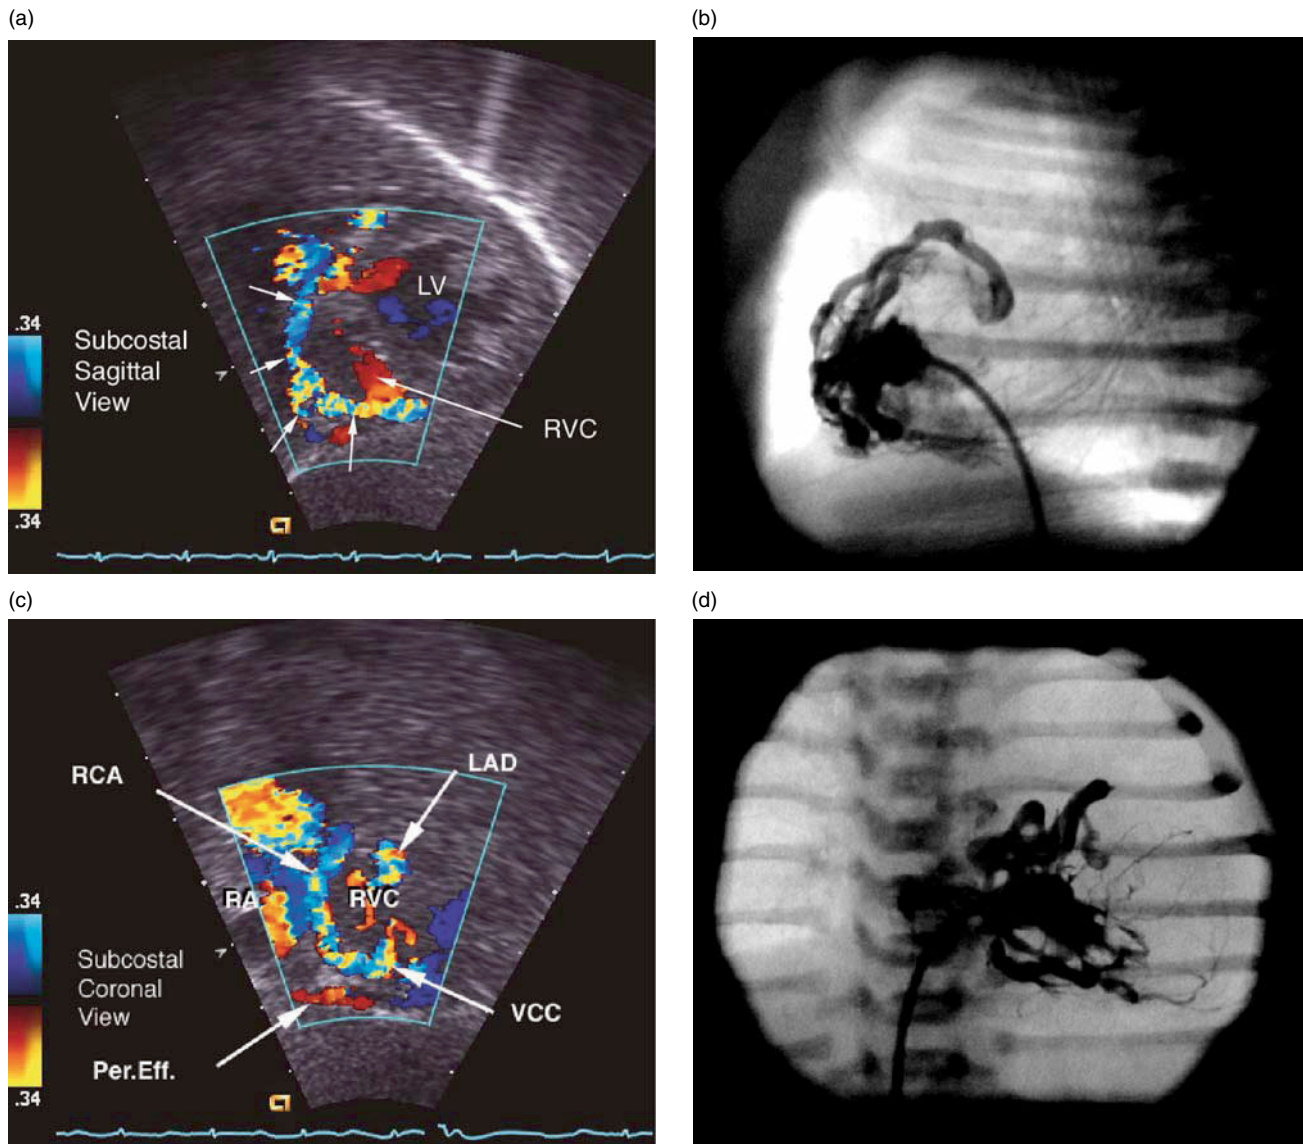 (a)
(b)
.34
Subcostal
Sagittal
View
.34
LV
RVC
(c)
(d)
RCA
LAD
RA
RVC
.34
Subcostal
Coronal
View
VCC
Per.Eff.
.34